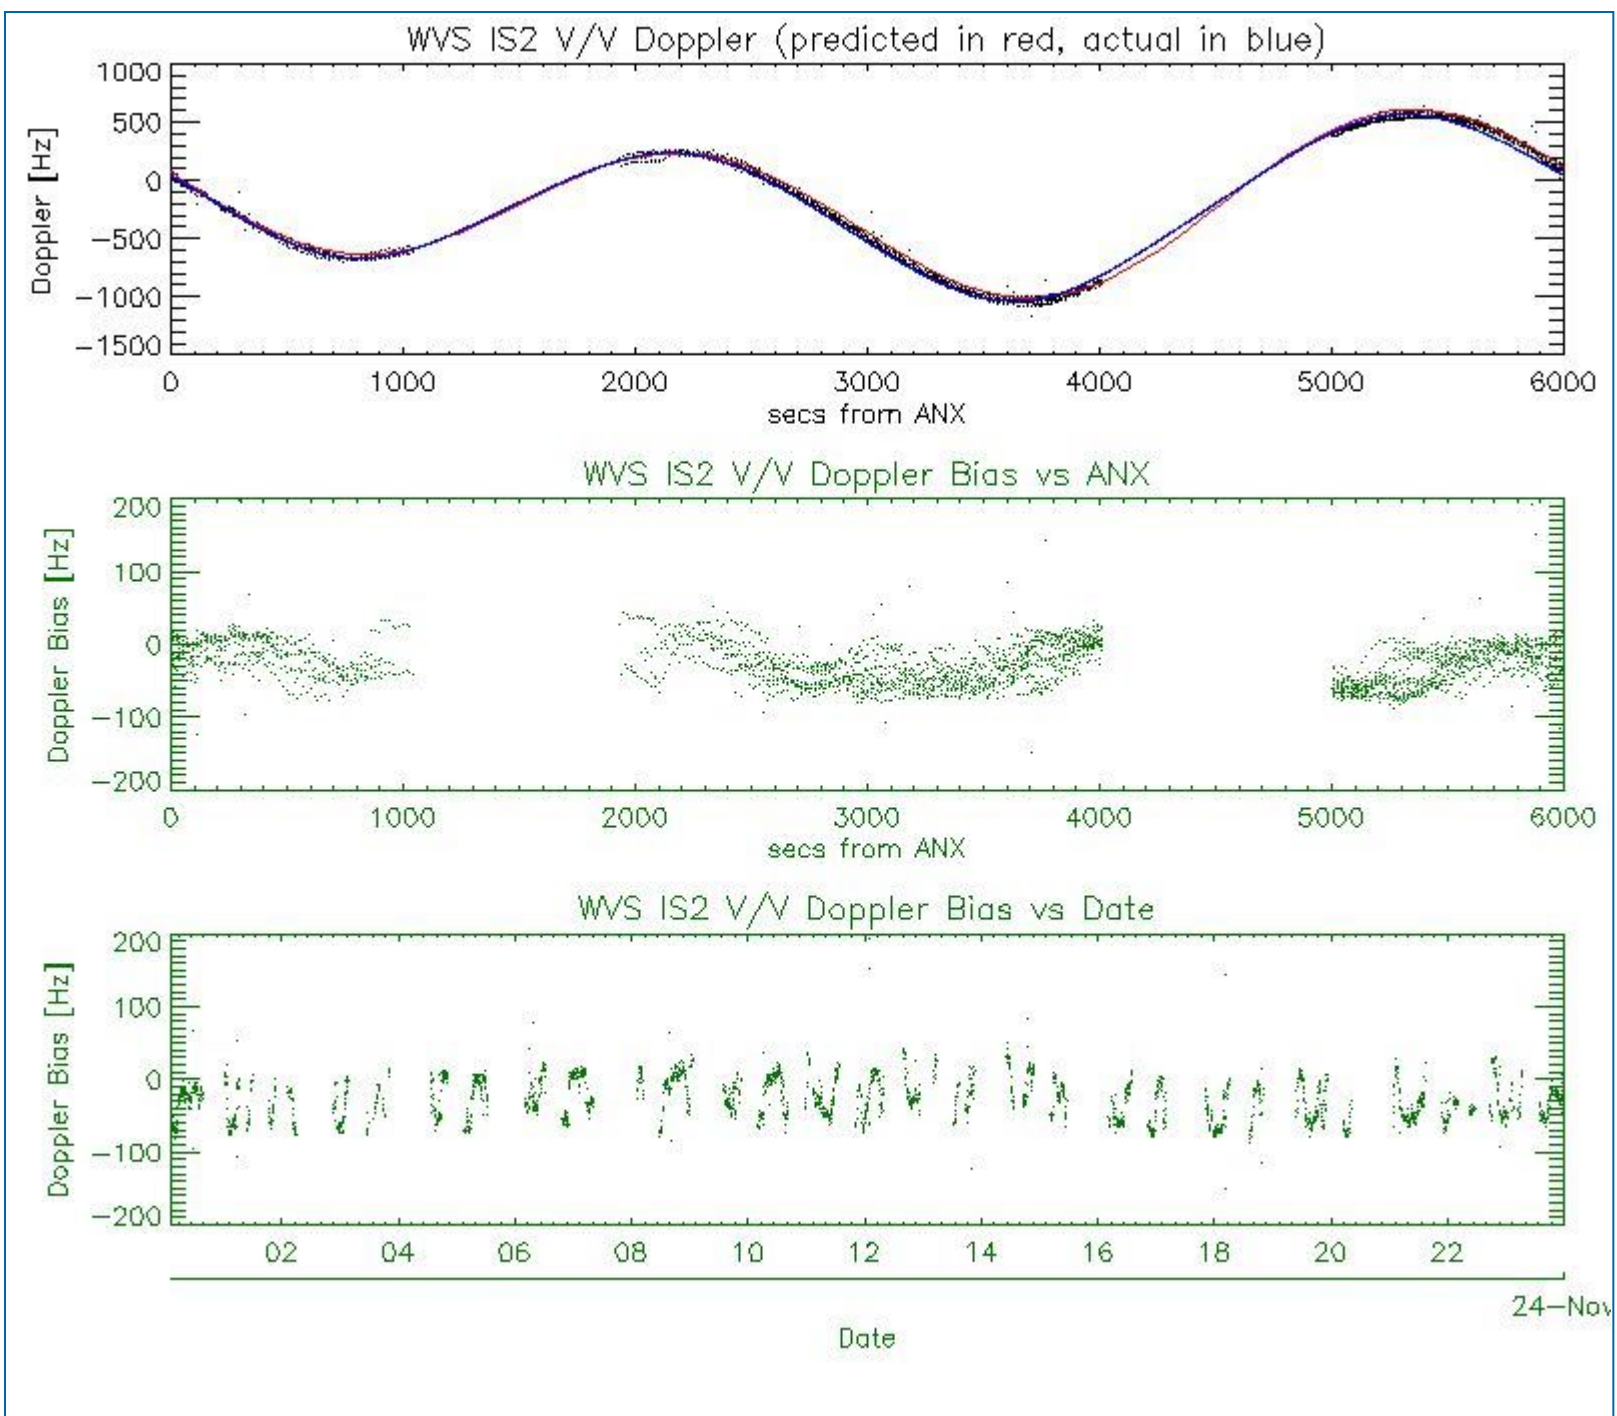 WVS IS2 V/V Doppler (predicted in red, actual in blue)
1000
500
0
−500
−1000
−1500
Doppler [Hz]
0 1000 2000 3000 4000 5000 6000
secs from ANX
WVS IS2 V/V Doppler Bias vs ANX
200
100
0
−100
−200
Doppler Bias [Hz]
0 1000 2000 3000 4000 5000 6000
secs from ANX
WVS IS2 V/V Doppler Bias vs Date
200
100
0
−100
−200
Doppler Bias [Hz]
02 04 06 08 10 12 14 16 18 20 22
24−Nov
Date